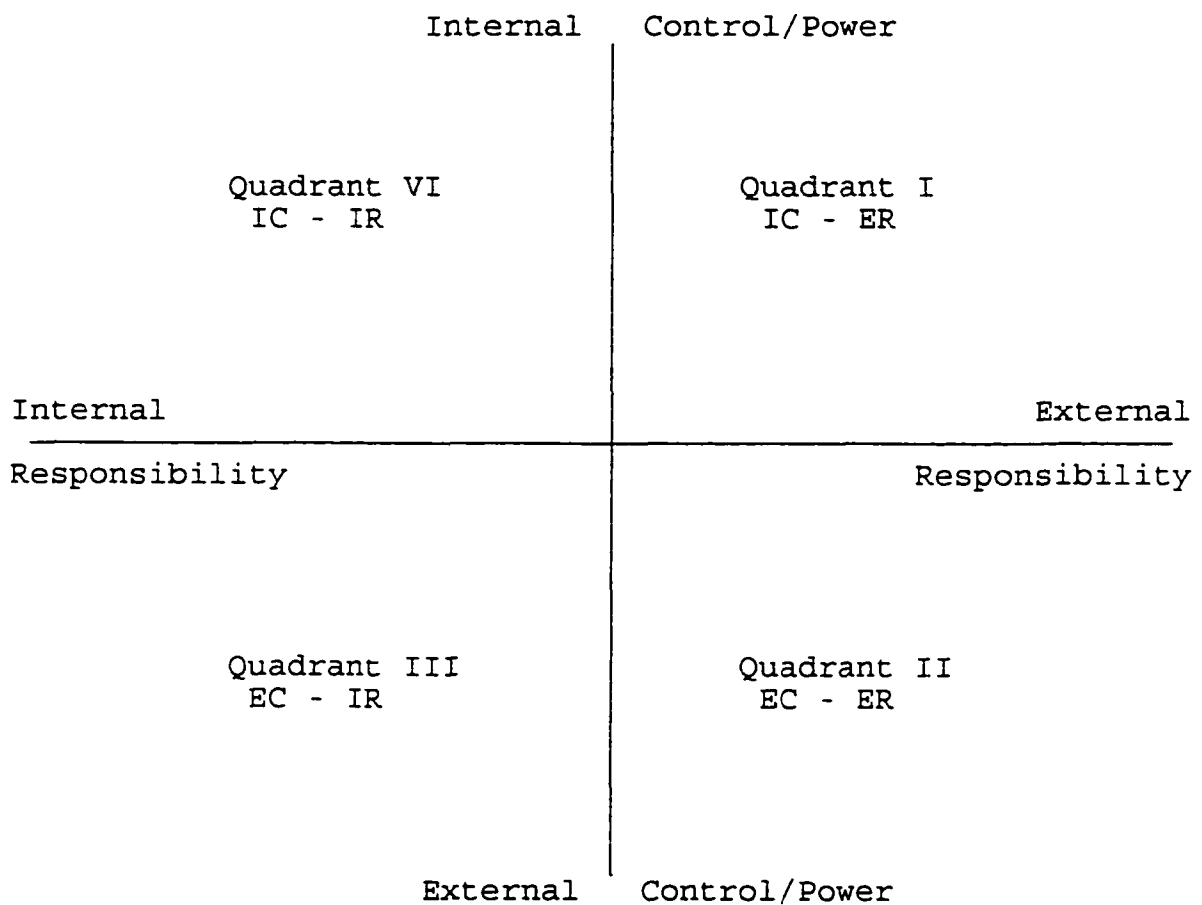 Internal Control/Power
Quadrant VI
IC - IR
Quadrant I
IC - ER
Internal
External
Responsibility
Responsibility
Quadrant III
EC - IR
Quadrant II
EC - ER
External Control/Power